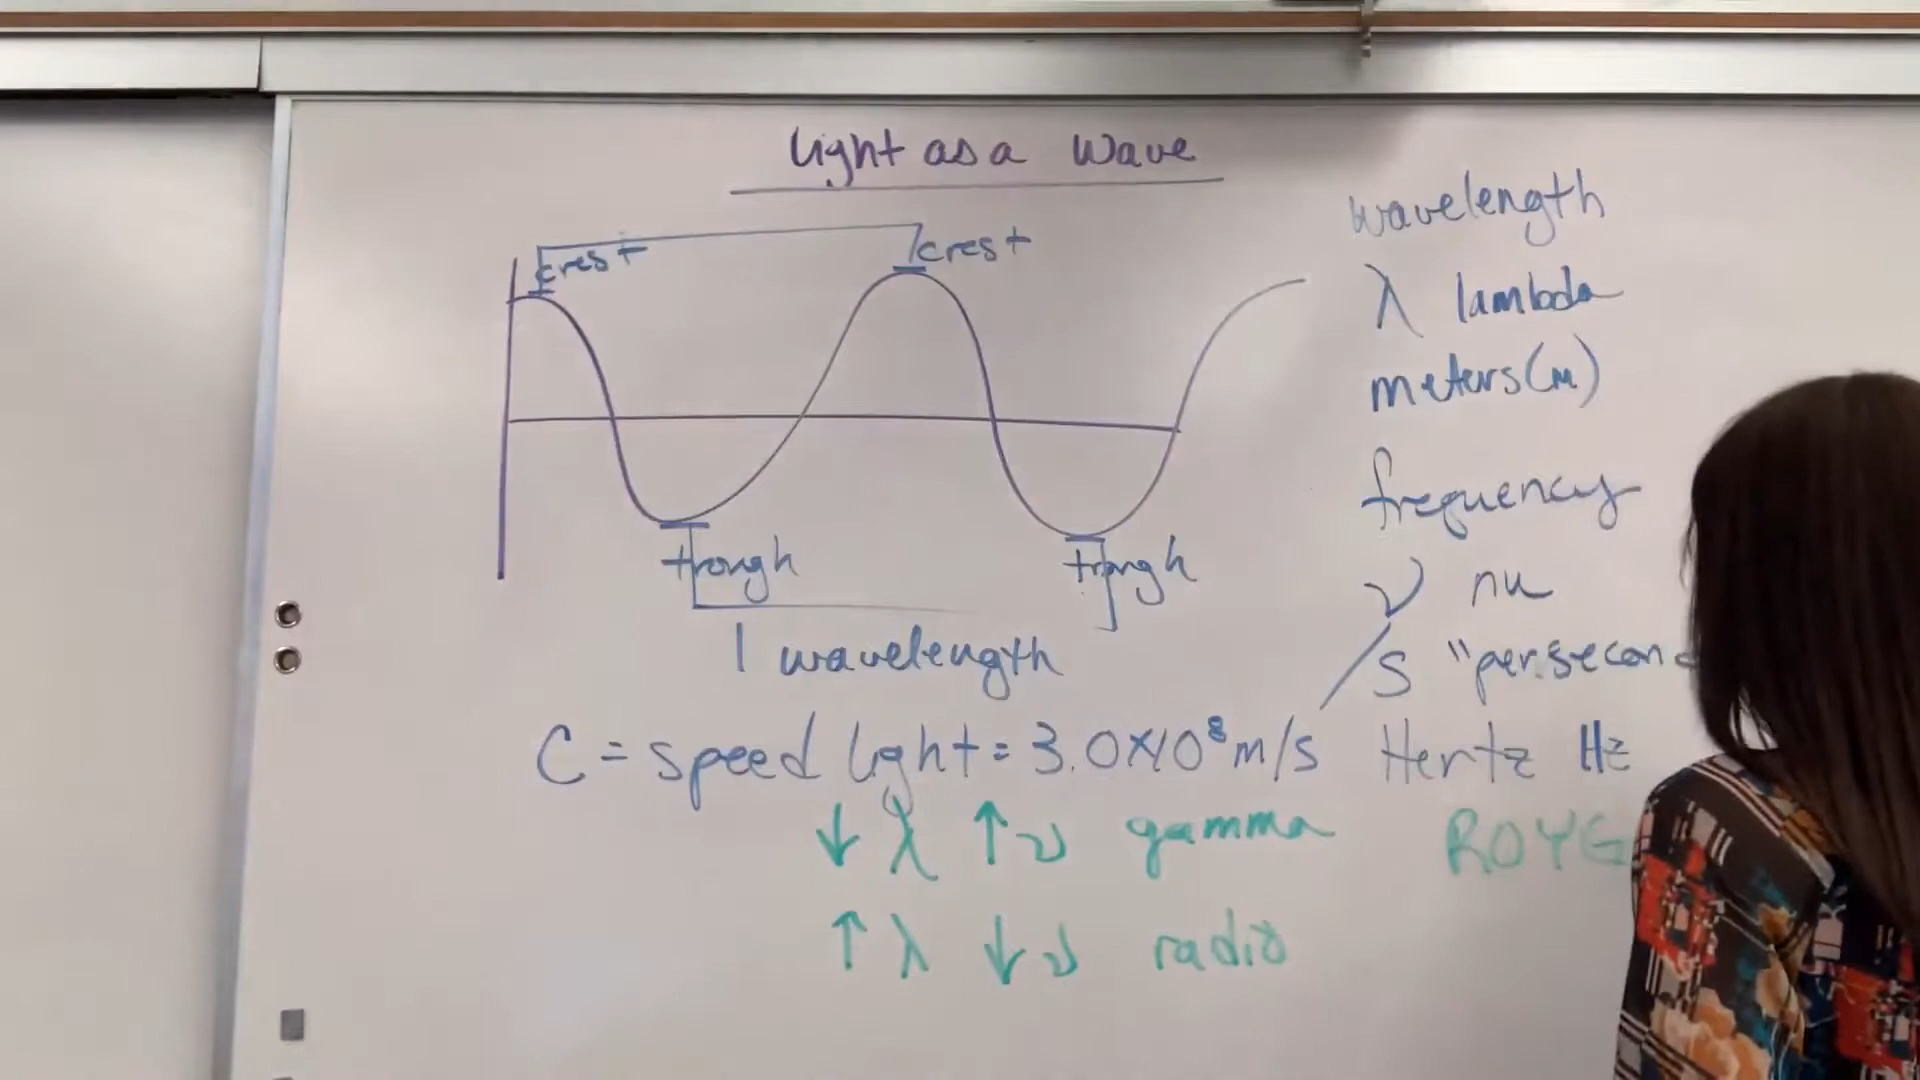 Light as a Wave
crest crest
trough trough
1 wavelength
wavelength
λ lambda
meters (m)
frequency
ν nu
/s "per second
Hertz Hz
C = speed light = 3.0x10⁸ m/s
↓ λ ↑ ν gamma
↑ λ ↓ ν radio
ROYG